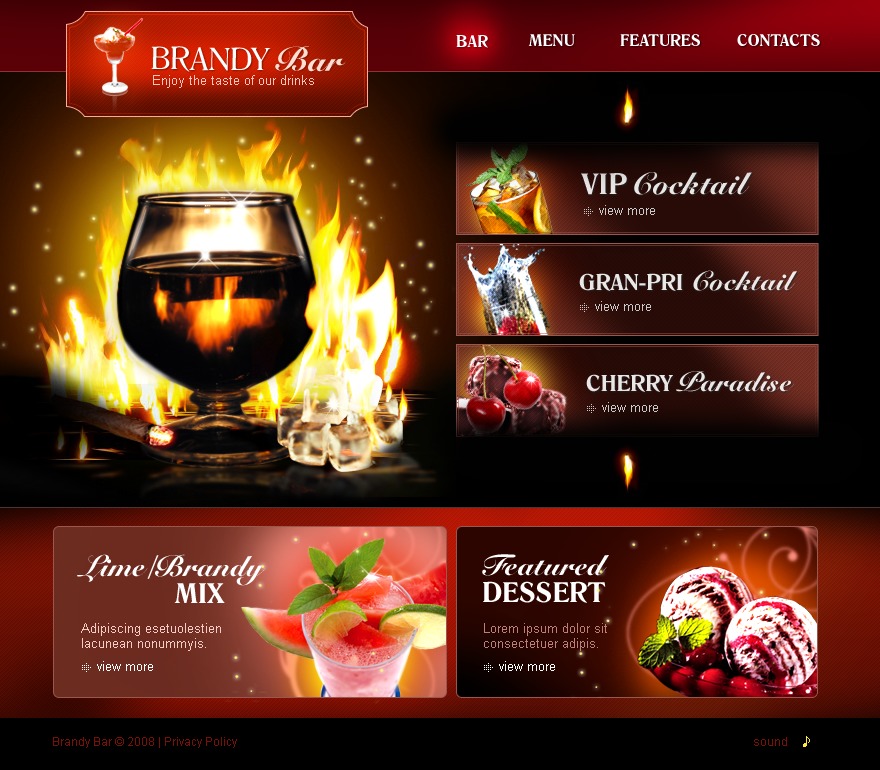 BRANDY Bar
Enjoy the taste of our drinks
BAR
MENU
FEATURES
CONTACTS
VIP Cocktail
view more
GRAN-PRI Cocktail
view more
CHERRY Paradise
view more
Lime/Brandy
MIX
Adipiscing esetuolestien
lacunean nonummyis.
view more
Featured
DESSERT
Lorem ipsum dolor sit
consectetuer adipis.
view more
Brandy Bar © 2008 | Privacy Policy
sound